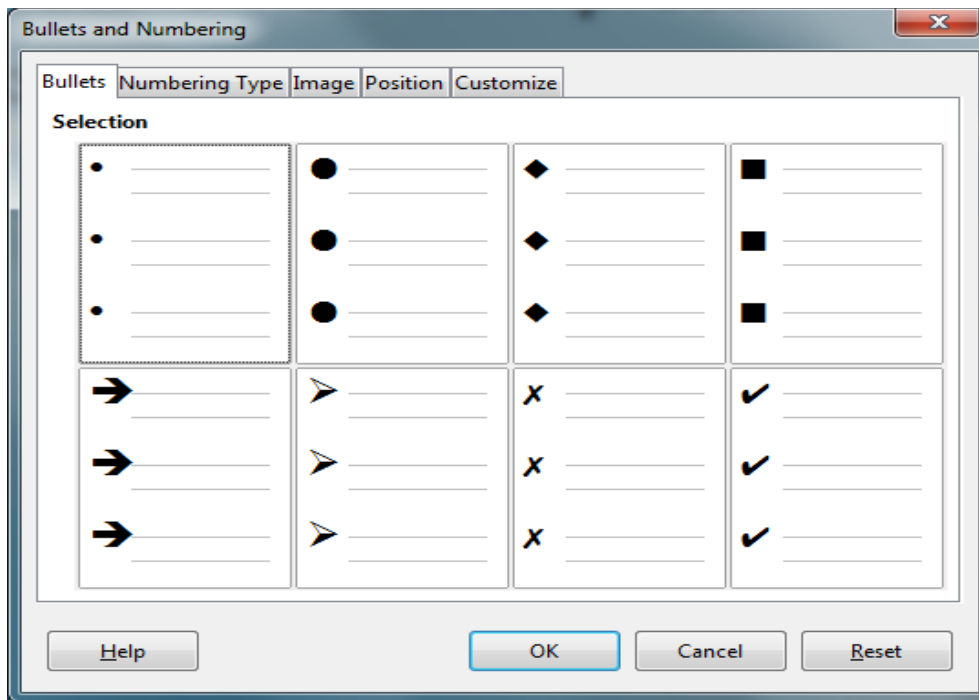 Bullets and Numbering
Bullets Numbering Type Image Position Customize
Selection
Help OK Cancel Reset